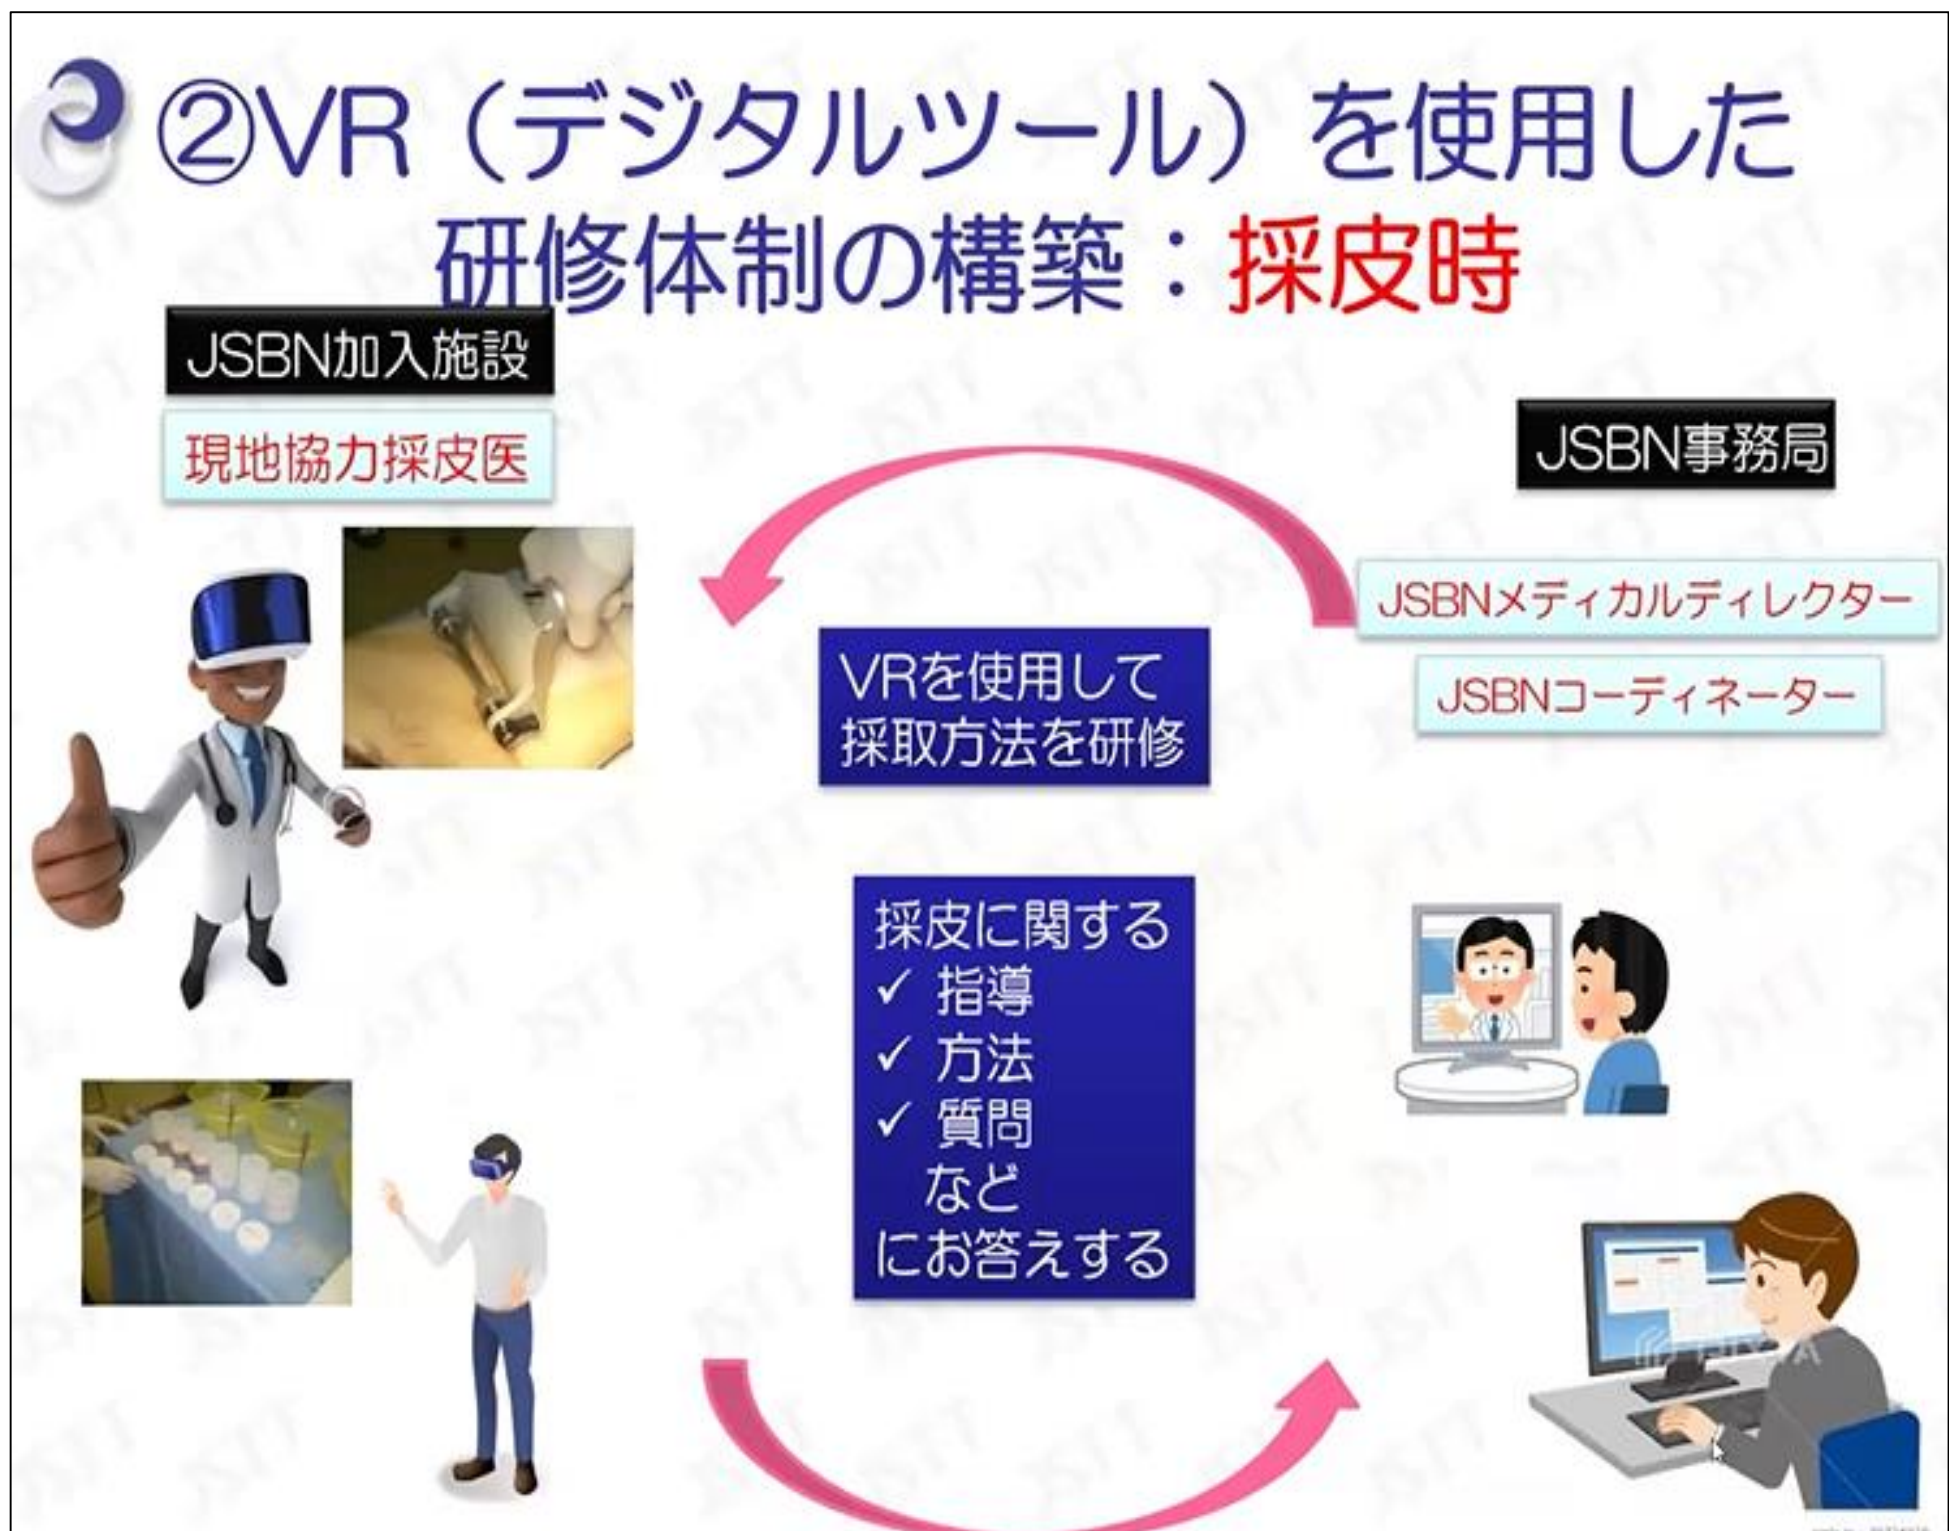 ②VR（デジタルツール）を使用した
研修体制の構築：採皮時
JSBN加入施設
現地協力採皮医
JSBN事務局
JSBNメディカルディレクター
JSBNコーディネーター
VRを使用して
採取方法を研修
採皮に関する
✓ 指導
✓ 方法
✓ 質問
など
にお答えする
JSTT